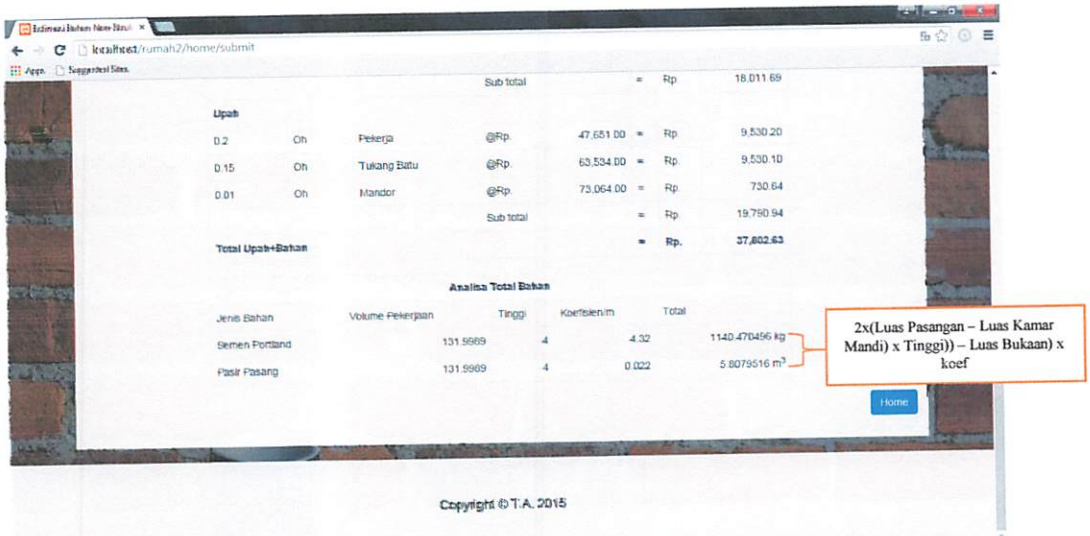 localhost/rumah2/home/submit
Apps Suggested Sites
Sub total = Rp. 18,011.69
Upah
0.2 Oh Pekerja @Rp. 47,651.00 = Rp. 9,530.20
0.15 Oh Tukang Batu @Rp. 63,534.00 = Rp. 9,530.10
0.01 Oh Mandor @Rp. 73,064.00 = Rp. 730.64
Sub total = Rp. 19,790.94
Total Upah+Bahan = Rp. 37,802.63
Analisa Total Bahan
Jenis Bahan Volume Pekerjaan Tinggi Koefisien/m Total
Semen Portland 131.9989 4 4.32 1140.470496 kg
Pasir Pasang 131.9989 4 0.022 5.8079516 m³
2x(Luas Pasangan – Luas Kamar
Mandi) x Tinggi)) – Luas Bukaan) x
koef
Home
Copyright © T.A. 2015